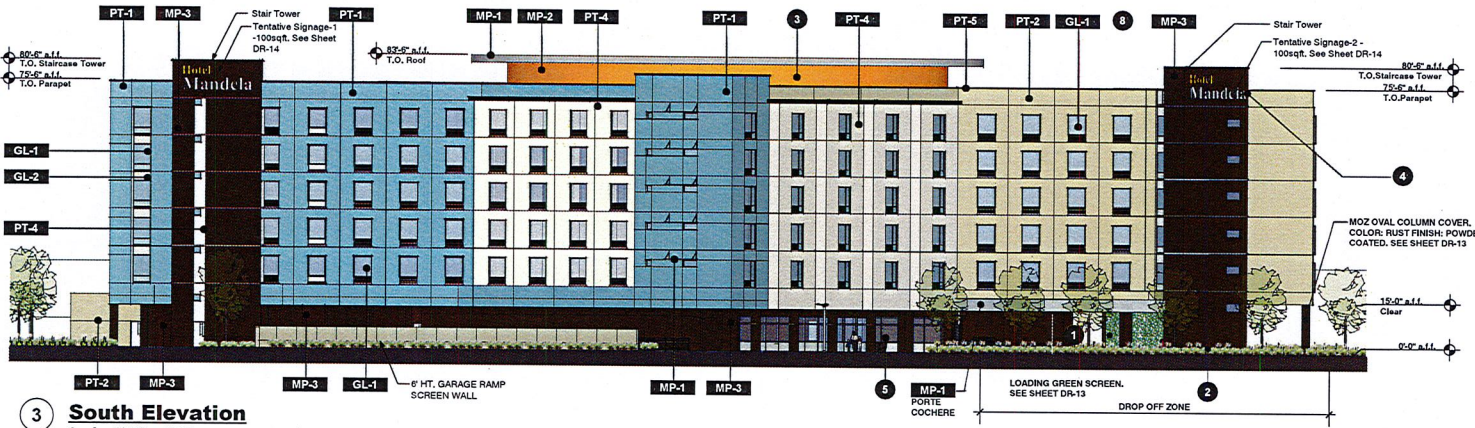 PT-1
MP-3
Stair Tower
Tentative Signage-1
-100sqft. See Sheet
DR-14
PT-1
83'-6" a.f.f.
T.O. Roof
MP-1
MP-2
PT-4
PT-1
3
PT-4
PT-5
PT-2
GL-1
8
MP-3
Stair Tower
Tentative Signage-2 -
100sqft. See Sheet DR-14
80'-6" a.f.f.
T.O. Staircase Tower
75'-6" a.f.f.
T.O. Parapet
Hotel
Mandela
Hotel
Mandela
80'-6" a.f.f.
T.O.Staircase Tower
75'-6" a.f.f.
T.O.Parapet
GL-1
GL-2
PT-4
4
MOZ OVAL COLUMN COVER,
COLOR: RUST FINISH: POWDE
COATED. SEE SHEET DR-13
15'-0" a.f.f.
Clear
1
0'-0" a.f.f.
PT-2
MP-3
MP-3
GL-1
6' HT. GARAGE RAMP
SCREEN WALL
MP-1
MP-3
5
MP-1
PORTE
COCHERE
LOADING GREEN SCREEN.
SEE SHEET DR-13
2
DROP OFF ZONE
3 South Elevation